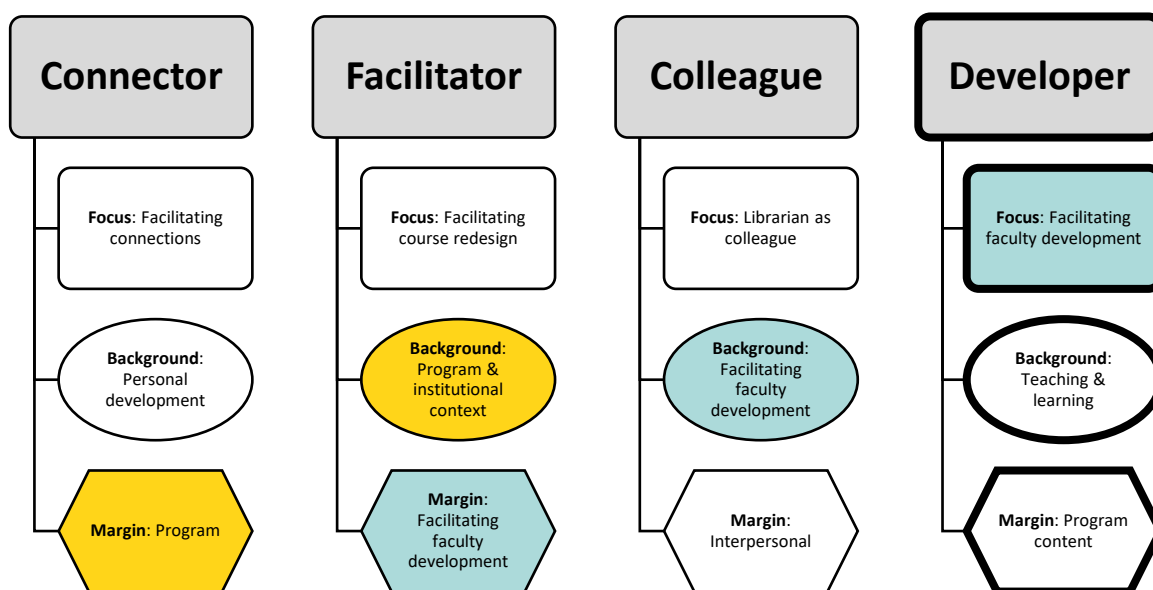 Connector
Focus: Facilitating
connections
Background:
Personal
development
Margin: Program
Facilitator
Focus: Facilitating
course redesign
Background:
Program &
institutional
context
Margin:
Facilitating
faculty
development
Colleague
Focus: Librarian as
colleague
Background:
Facilitating
faculty
development
Margin:
Interpersonal
Developer
Focus: Facilitating
faculty development
Background:
Teaching &
learning
Margin: Program
content